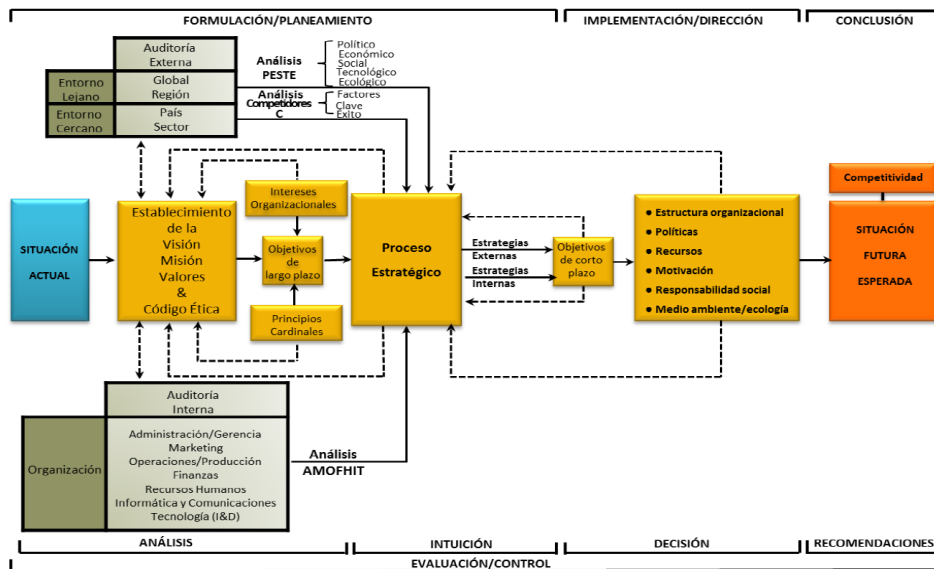 FORMULACIÓN/PLANEAMIENTO
IMPLEMENTACIÓN/DIRECCIÓN
CONCLUSIÓN
Auditoría
Externa
Entorno
Lejano
Global
Región
Entorno
Cercano
País
Sector
Análisis
PESTE
Político
Económico
Social
Tecnológico
Ecológico
Análisis
Competidores
C
Factores
Clave
Éxito
SITUACIÓN
ACTUAL
Establecimiento
de la
Visión
Misión
Valores
&
Código Ética
Intereses
Organizacionales
Objetivos
de
largo plazo
Principios
Cardinales
Proceso
Estratégico
Estrategias
Externas
Estrategias
Internas
Objetivos
de corto
plazo
● Estructura organizacional
● Políticas
● Recursos
● Motivación
● Responsabilidad social
● Medio ambiente/ecología
Competitividad
SITUACIÓN
FUTURA
ESPERADA
Auditoría
Interna
Organización
Administración/Gerencia
Marketing
Operaciones/Producción
Finanzas
Recursos Humanos
Informática y Comunicaciones
Tecnología (I&D)
Análisis
AMOFHIT
ANÁLISIS
INTUICIÓN
DECISIÓN
RECOMENDACIONES
EVALUACIÓN/CONTROL